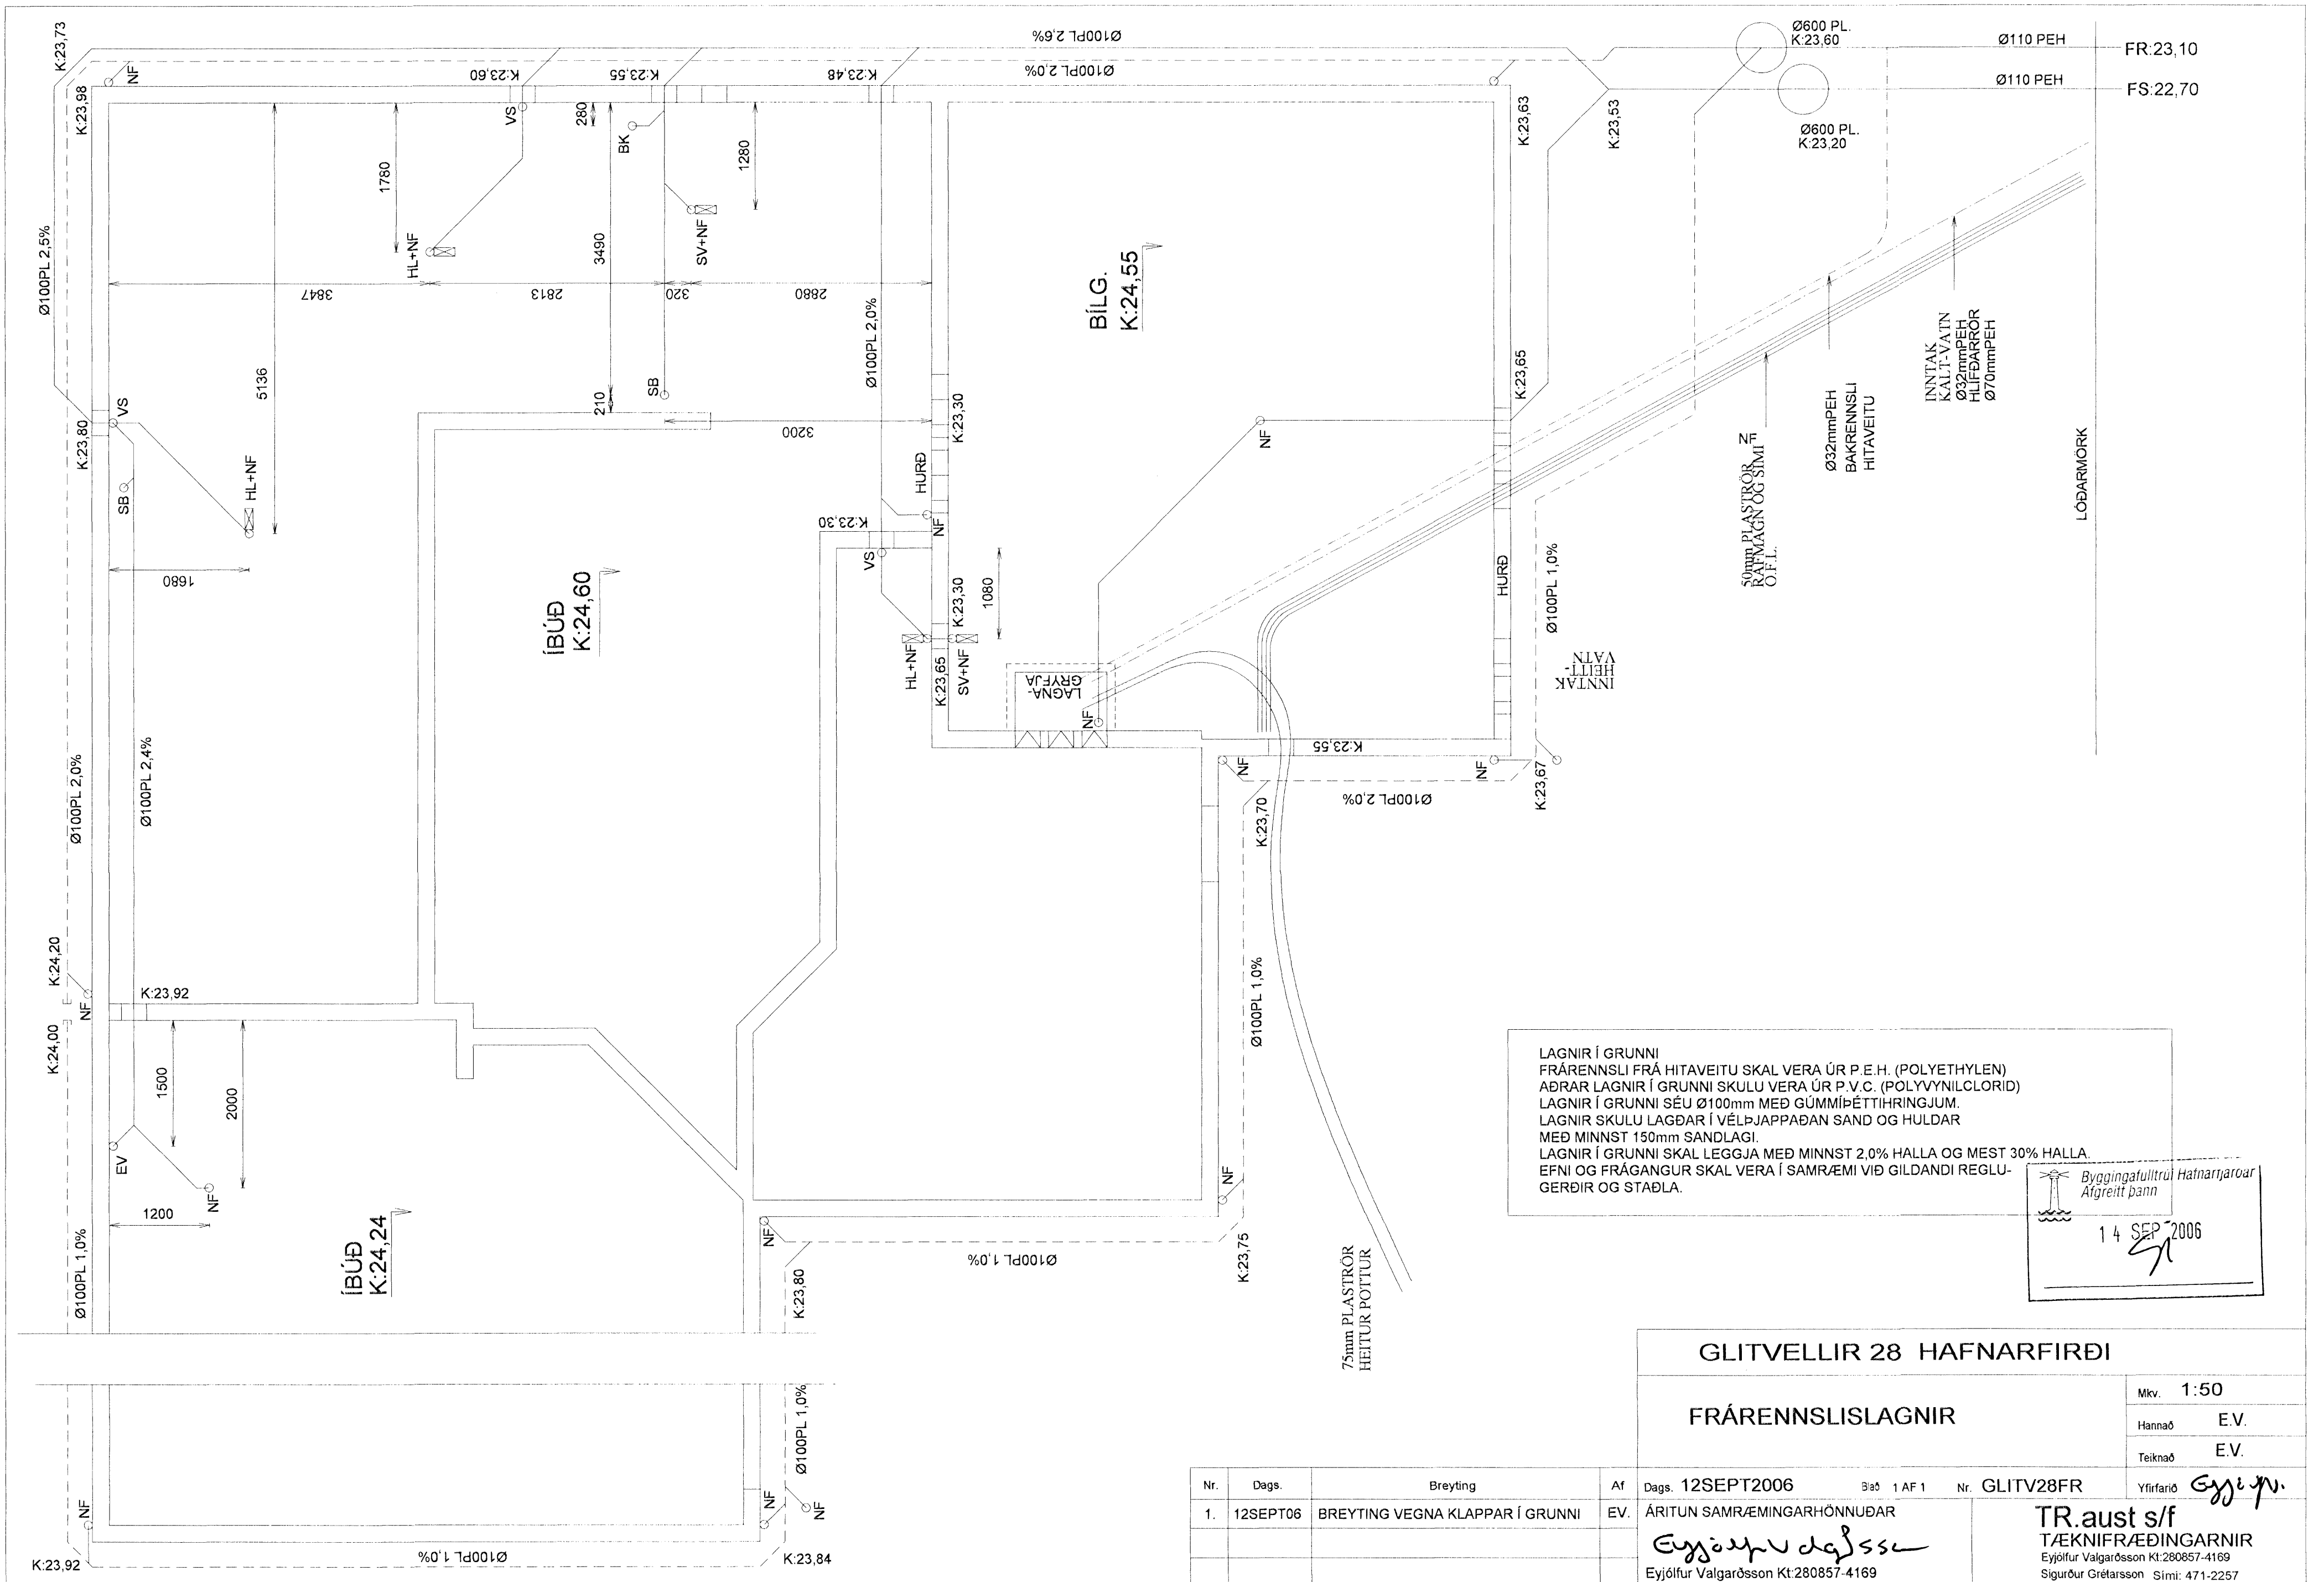 K:23,73
NF
K:23,98
Ø100PL 2,6%
Ø100PL 2,0%
K:23,60
K:23,55
K:23,48
Ø600 PL.
K:23,60
Ø110 PEH
FR:23,10
Ø110 PEH
FS:22,70
Ø600 PL.
K:23,20
K:23,63
K:23,53
VS
280
BK
1780
1280
HL+NF
3490
SV+NF
Ø100PL 2,5%
3847
2813
320
2880
Ø100PL 2,0%
BÍLG.
K:24,55
5136
VS
K:23,80
210
SB
3200
K:23,30
K:23,65
NF
SB
HL+NF
HURÐ
NF
K:23,30
VS
1680
ÍBÚÐ
K:24,60
K:23,30
1080
HL+NF
K:23,65
SV+NF
LAGNA-
GRYFJA
NF
HURÐ
Ø100PL 1,0%
INNTAK
HEITT-
VATN
NF
50mm PLASTRÖR
RAFMAGN OG SÍMI
O.F.L.
Ø32mmPEH
BAKRENNSLI
HITAVEITU
INNTAK
KALT-VATN
Ø32mmPEH
HLÍFÐARRÖR
Ø70mmPEH
LÓÐARMÖRK
Ø100PL 2,0%
Ø100PL 2,4%
K:23,55
NF
NF
K:23,67
Ø100PL 2,0%
K:23,70
K:24,20
NF
K:23,92
K:24,00
1500
2000
EV
NF
1200
Ø100PL 1,0%
ÍBÚÐ
K:24,24
Ø100PL 1,0%
NF
NF
Ø100PL 1,0%
K:23,75
K:23,80
75mm PLASTRÖR
HEITUR POTTUR
Ø100PL 1,0%
NF
NF
NF
K:23,92
Ø100PL 1,0%
K:23,84
LAGNIR Í GRUNNI
FRÁRENNSLI FRÁ HITAVEITU SKAL VERA ÚR P.E.H. (POLYETHYLEN)
AÐRAR LAGNIR Í GRUNNI SKULU VERA ÚR P.V.C. (POLYVYNILCLORID)
LAGNIR Í GRUNNI SÉU Ø100mm MEÐ GÚMMÍÞÉTTIHRINGJUM.
LAGNIR SKULU LAGÐAR Í VÉLÞJAPPAÐAN SAND OG HULDAR
MEÐ MINNST 150mm SANDLAGI.
LAGNIR Í GRUNNI SKAL LEGGJA MEÐ MINNST 2,0% HALLA OG MEST 30% HALLA.
EFNI OG FRÁGANGUR SKAL VERA Í SAMRÆMI VIÐ GILDANDI REGLU-
GERÐIR OG STAÐLA.
Byggingafulltrúi Hafnarfjarðar
Afgreitt þann
14 SEP 2006
GLITVELLIR 28 HAFNARFIRÐI
FRÁRENNSLISLAGNIR
Mkv. 1:50
Hannað E.V.
Teiknað E.V.
Nr. Dags. Breyting Af
1. 12SEPT06 BREYTING VEGNA KLAPPAR Í GRUNNI EV.
Dags. 12SEPT2006 Blað 1 AF 1 Nr. GLITV28FR Yfirfarið
ÁRITUN SAMRÆMINGARHÖNNUÐAR
Eyjólfur Valgarðsson Kt:280857-4169
TR.aust s/f
TÆKNIFRÆÐINGARNIR
Eyjólfur Valgarðsson Kt:280857-4169
Sigurður Grétarsson Sími: 471-2257